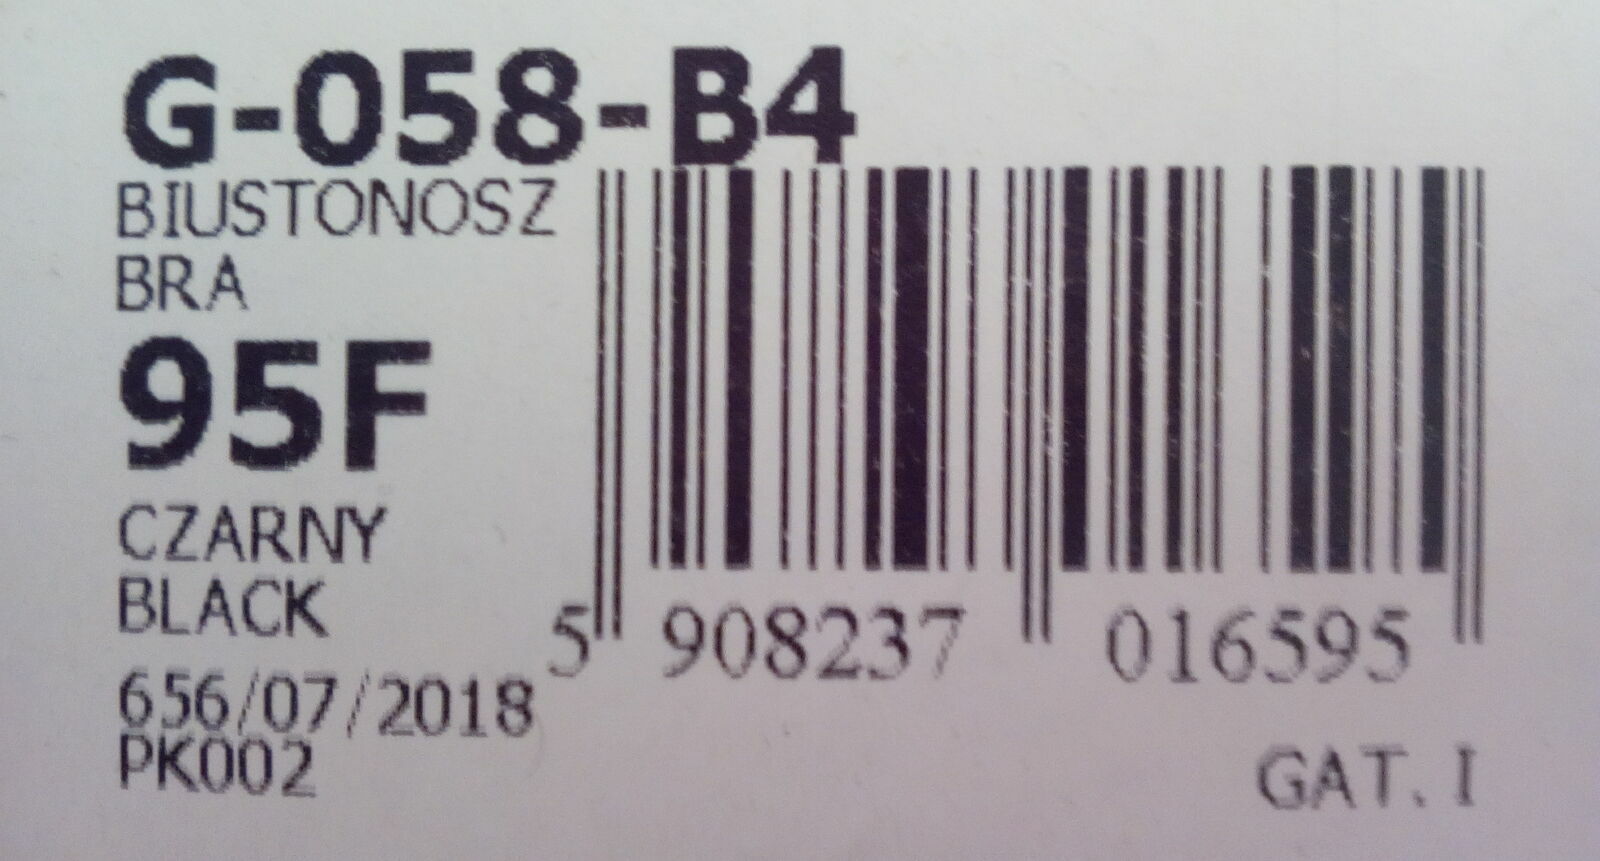 G-058-B4
BIUSTONOSZ
BRA
95F
CZARNY
BLACK
656/07/2018
PK002
5 908237 016595
GAT. I